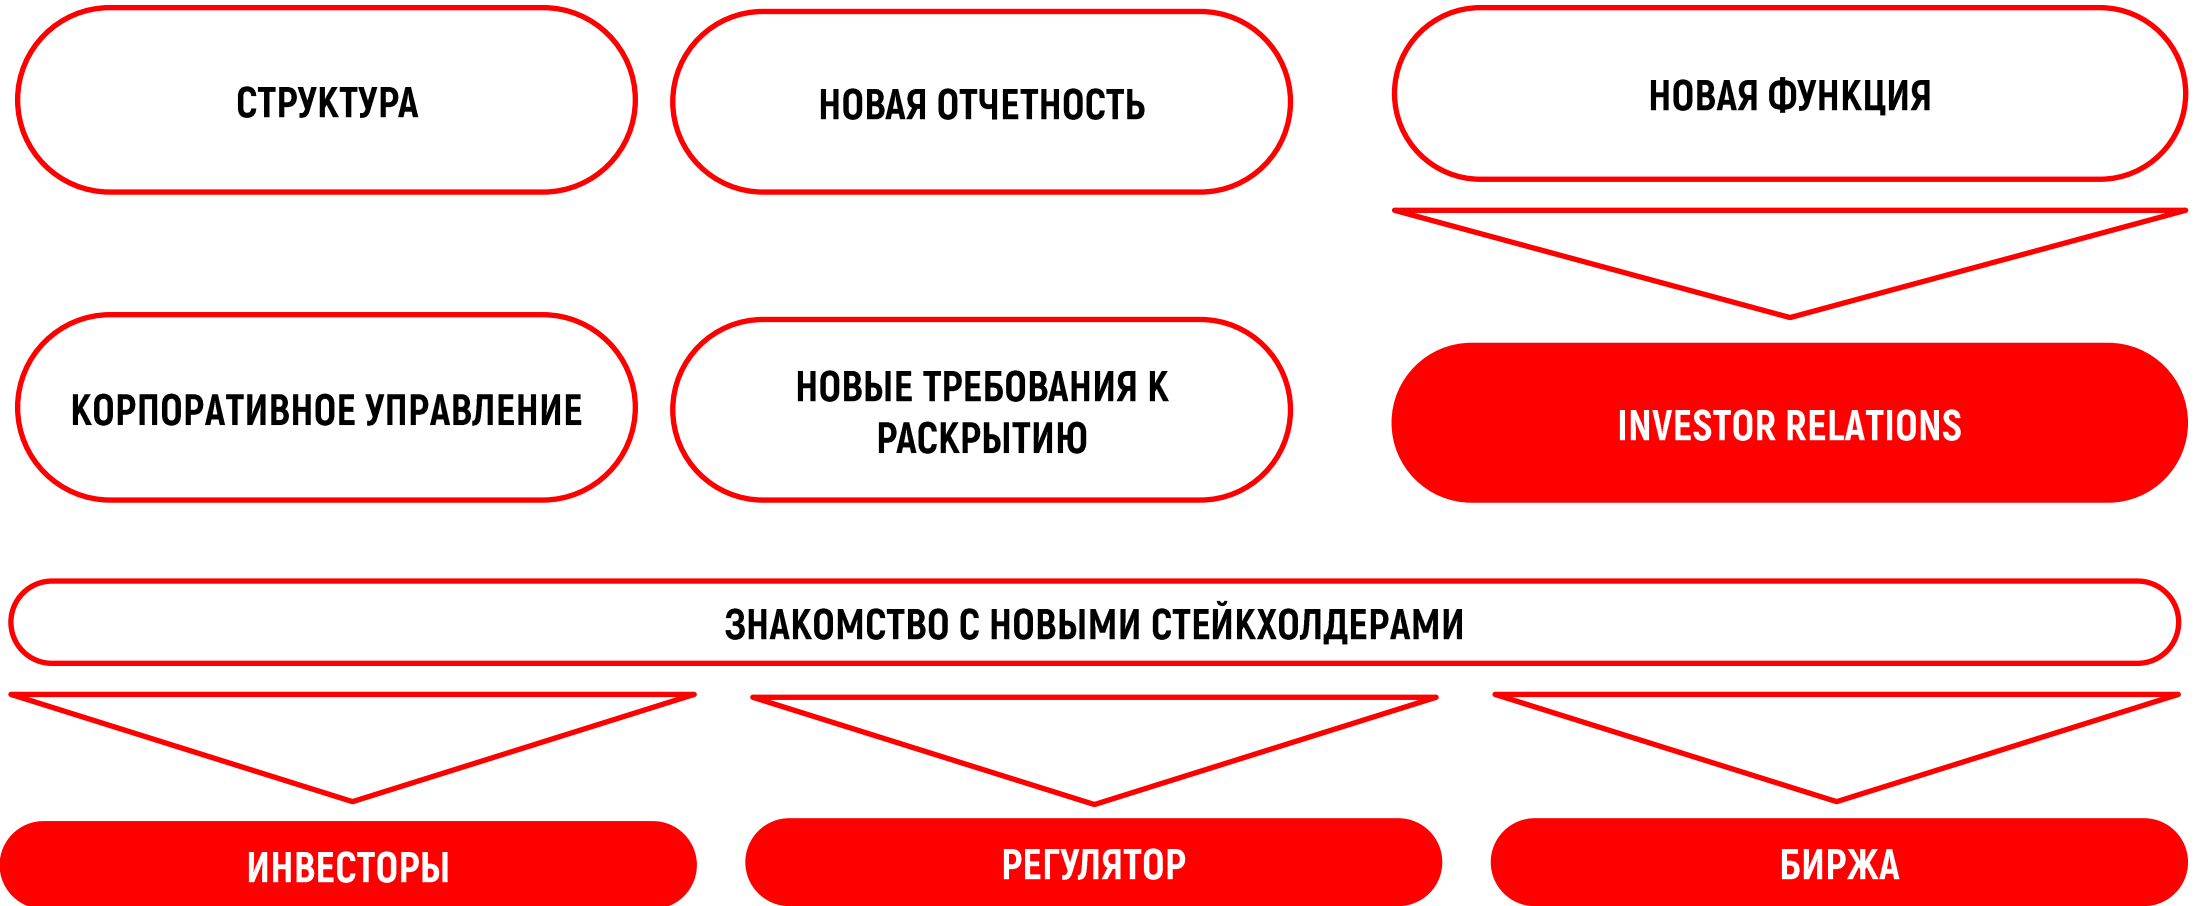 СТРУКТУРА
НОВАЯ ОТЧЕТНОСТЬ
НОВАЯ ФУНКЦИЯ
КОРПОРАТИВНОЕ УПРАВЛЕНИЕ
НОВЫЕ ТРЕБОВАНИЯ К
РАСКРЫТИЮ
INVESTOR RELATIONS
ЗНАКОМСТВО С НОВЫМИ СТЕЙКХОЛДЕРАМИ
ИНВЕСТОРЫ
РЕГУЛЯТОР
БИРЖА